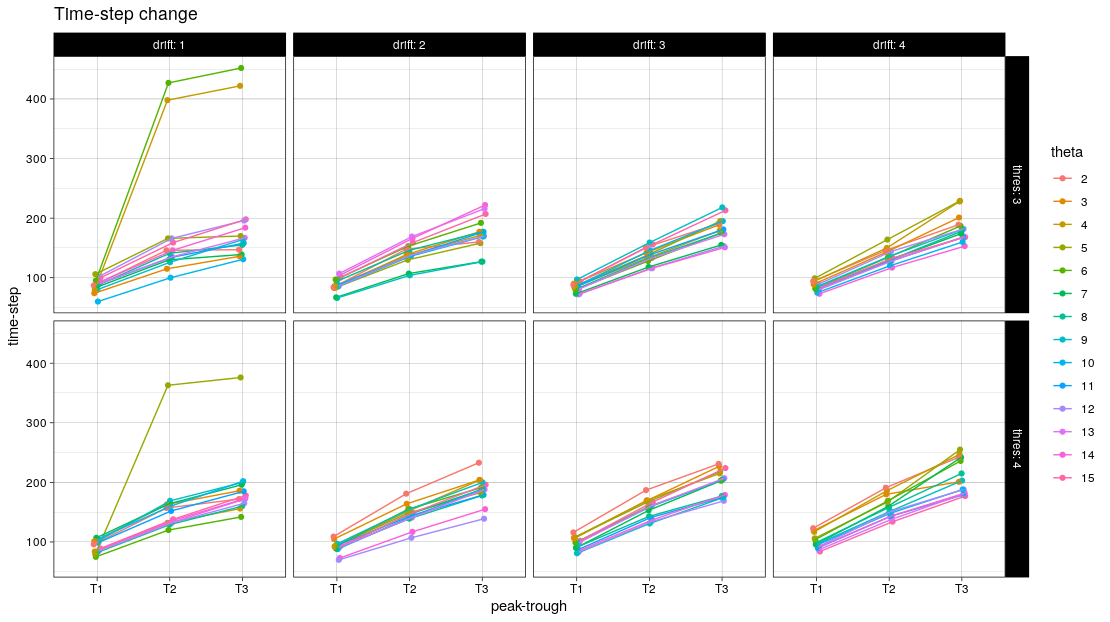 Time-step change
drift: 1
drift: 2
drift: 3
drift: 4
400
300
200
100
thres: 3
400
300
200
100
thres: 4
time-step
T1
T2
T3
T1
T2
T3
T1
T2
T3
T1
T2
T3
peak-trough
theta
2
3
4
5
6
7
8
9
10
11
12
13
14
15